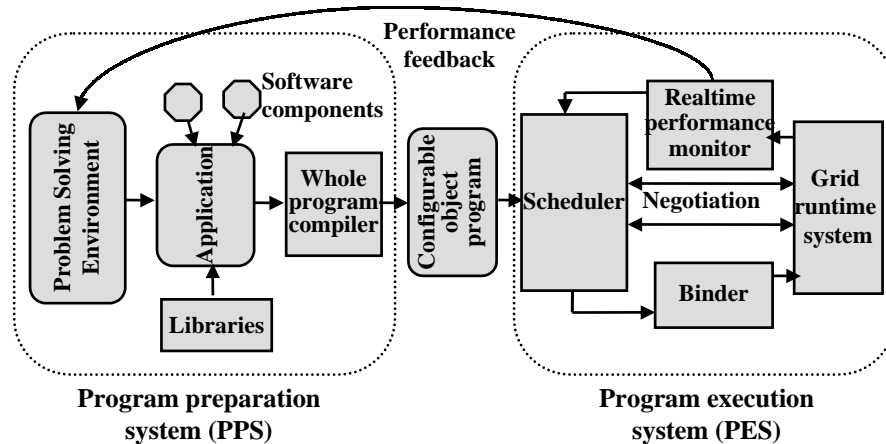 Performance
feedback
Software
components
Problem Solving
Environment
Application
Libraries
Whole
program
compiler
Configurable
object
program
Scheduler
Realtime
performance
monitor
Negotiation
Grid
runtime
system
Binder
Program preparation
system (PPS)
Program execution
system (PES)